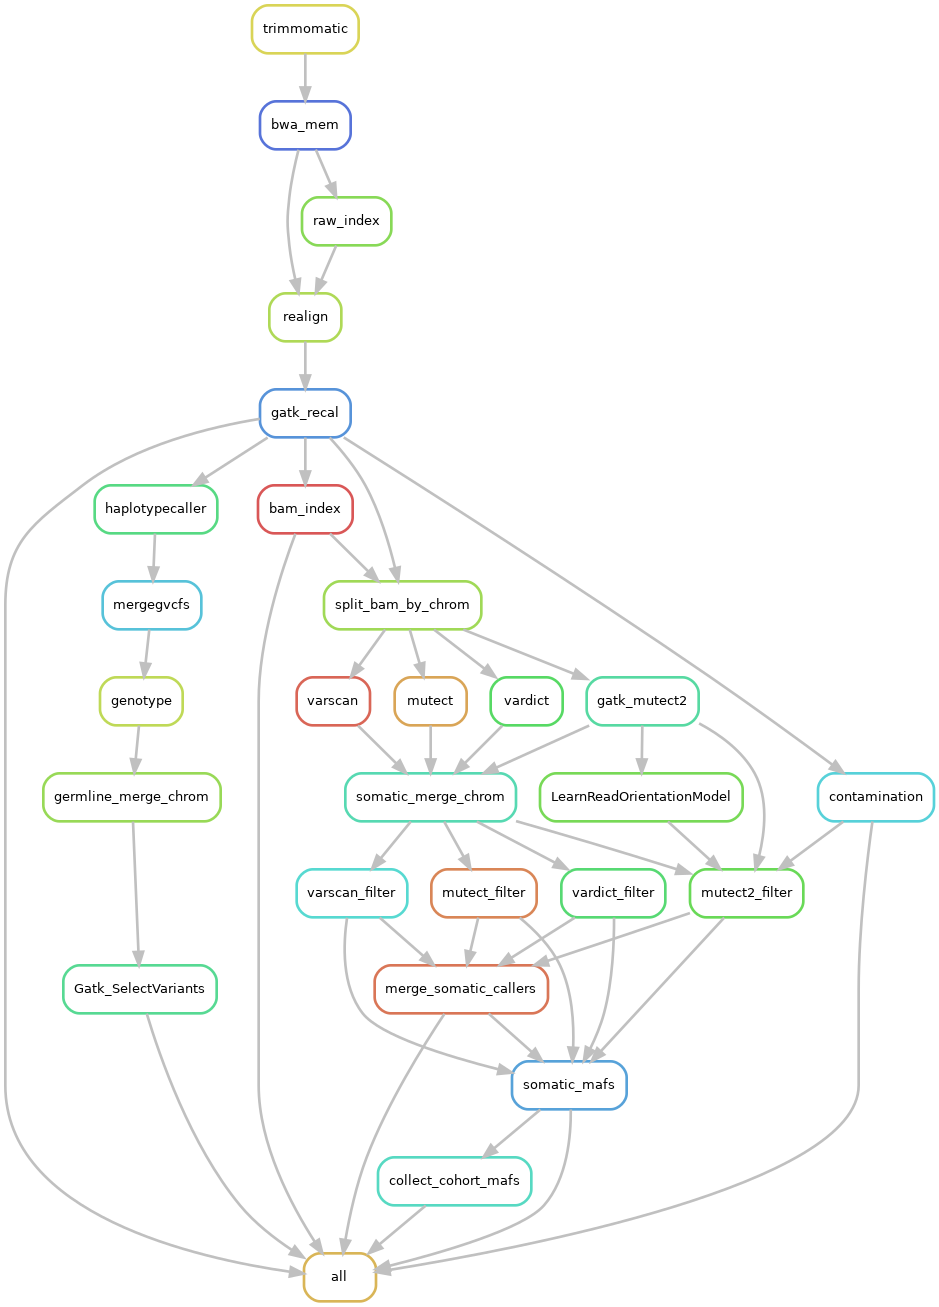 trimmomatic
bwa_mem
raw_index
realign
gatk_recal
haplotypecaller
bam_index
mergegvcfs
split_bam_by_chrom
genotype
varscan
mutect
vardict
gatk_mutect2
germline_merge_chrom
somatic_merge_chrom
LearnReadOrientationModel
contamination
varscan_filter
mutect_filter
vardict_filter
mutect2_filter
Gatk_SelectVariants
merge_somatic_callers
somatic_mafs
collect_cohort_mafs
all